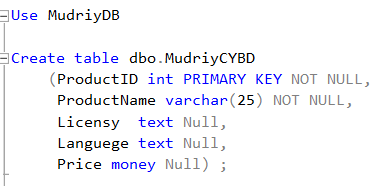 Use MudriyDB
Create table dbo.MudriyCYBD
(ProductID int PRIMARY KEY NOT NULL,
ProductName varchar(25) NOT NULL,
Licensy  text Null,
Languege text Null,
Price money Null) ;